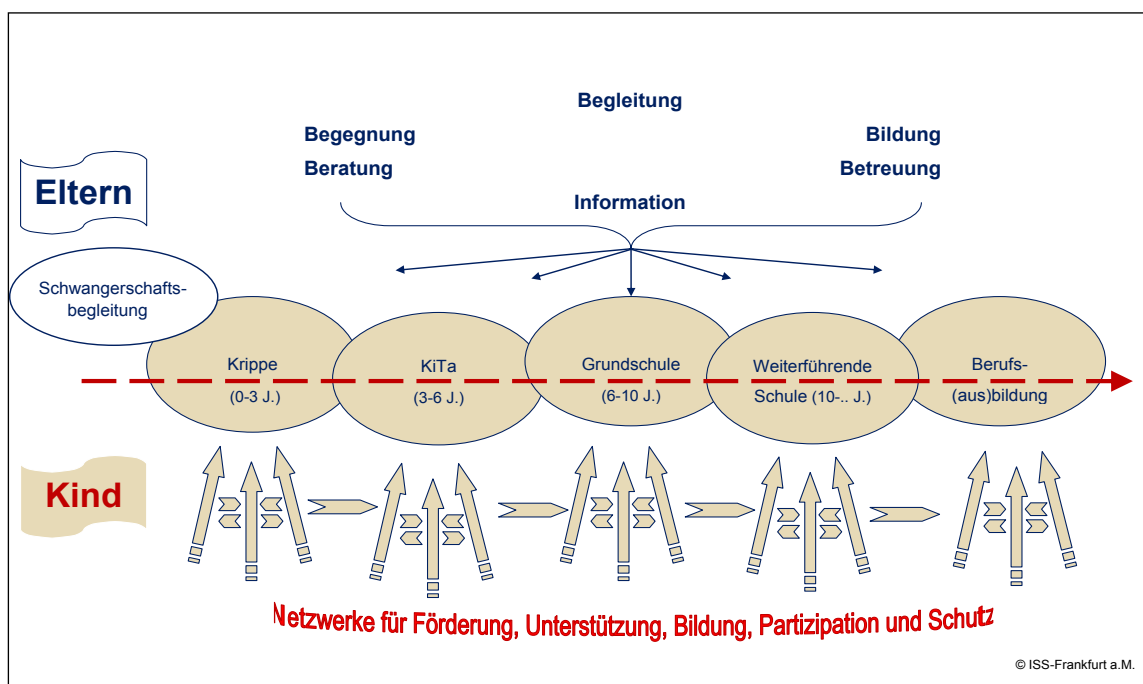 Begleitung
Begegnung
Bildung
Beratung
Betreuung
Eltern
Information
Schwangerschafts-
begleitung
Krippe
(0-3 J.)
KiTa
(3-6 J.)
Grundschule
(6-10 J.)
Weiterführende
Schule (10-.. J.)
Berufs-
(aus)bildung
Kind
Netzwerke für Förderung, Unterstützung, Bildung, Partizipation und Schutz
© ISS-Frankfurt a.M.